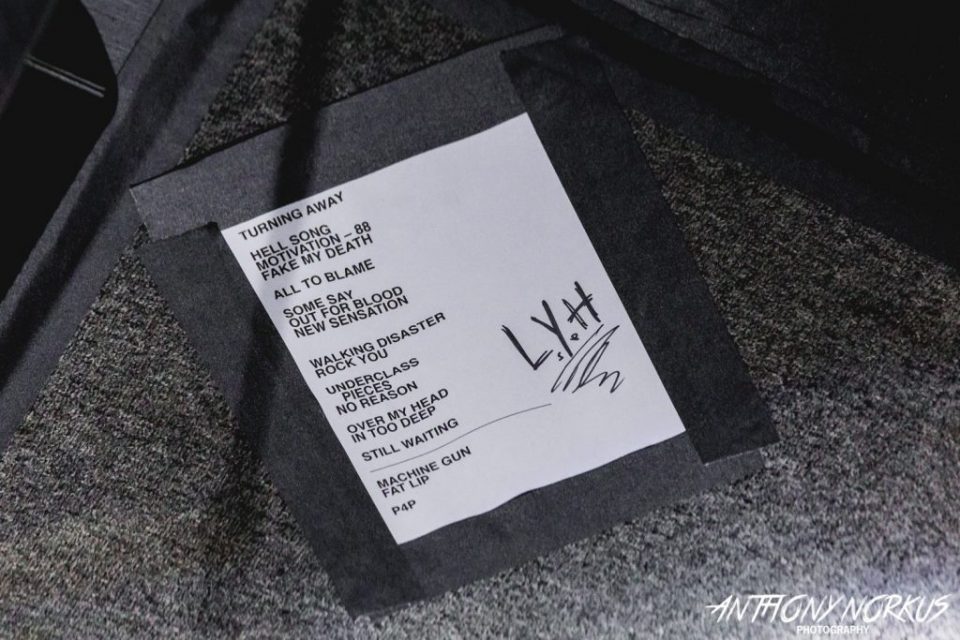 TURNING AWAY
HELL SONG
MOTIVATION – 88
FAKE MY DEATH
ALL TO BLAME
SOME SAY
OUT FOR BLOOD
NEW SENSATION
WALKING DISASTER
ROCK YOU
UNDERCLASS
PIECES
NO REASON
OVER MY HEAD
IN TOO DEEP
STILL WAITING
MACHINE GUN
FAT LIP
P4P
L.Y.H
ANTHONY NORKUS
PHOTOGRAPHY